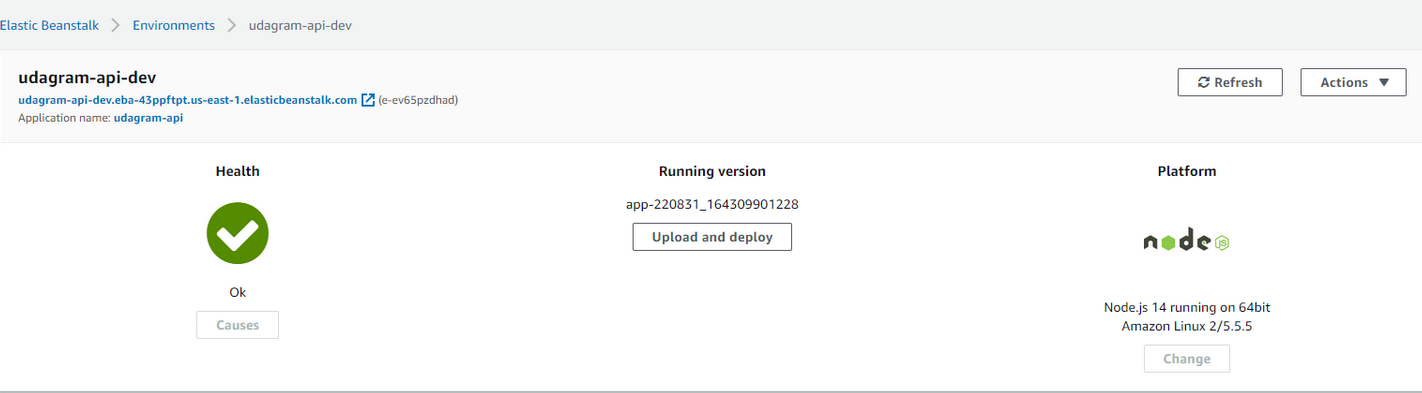 Elastic Beanstalk > Environments > udagram-api-dev
udagram-api-dev
udagram-api-dev.eba-43ppftpt.us-east-1.elasticbeanstalk.com (e-ev65pzdhad)
Application name: udagram-api
Refresh
Actions
Health
Running version
Platform
app-220831_164309901228
Upload and deploy
node
JS
Ok
Causes
Node.js 14 running on 64bit
Amazon Linux 2/5.5.5
Change